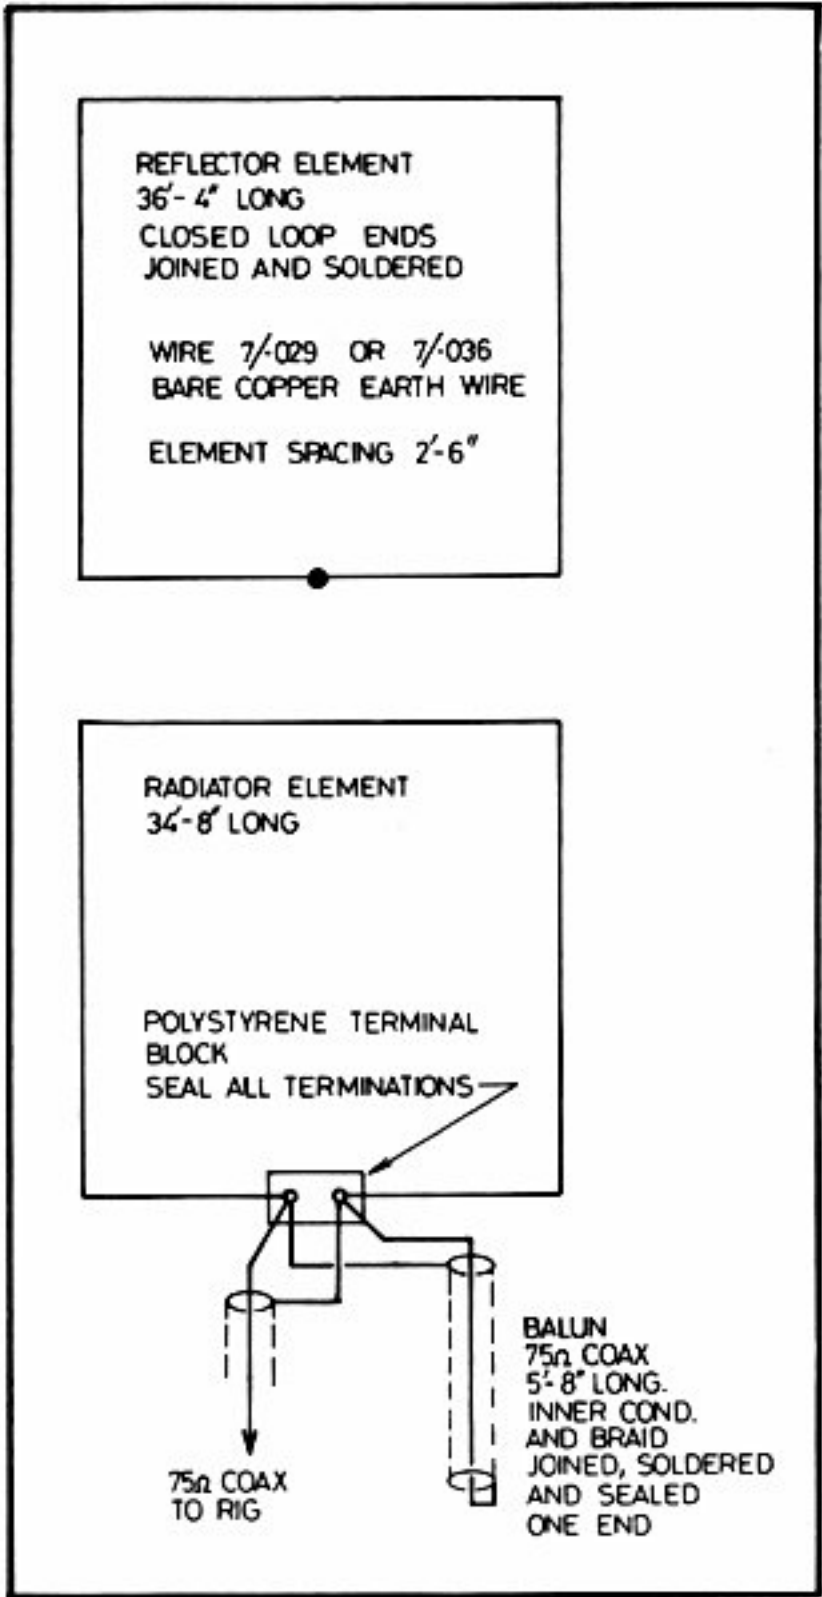 REFLECTOR ELEMENT
36'-4" LONG
CLOSED LOOP ENDS
JOINED AND SOLDERED
WIRE 7/.029 OR 7/.036
BARE COPPER EARTH WIRE
ELEMENT SPACING 2'-6"
RADIATOR ELEMENT
34'-8" LONG
POLYSTYRENE TERMINAL
BLOCK
SEAL ALL TERMINATIONS
BALUN
75Ω COAX
5'-8" LONG.
INNER COND.
AND BRAID
JOINED, SOLDERED
AND SEALED
ONE END
75Ω COAX
TO RIG